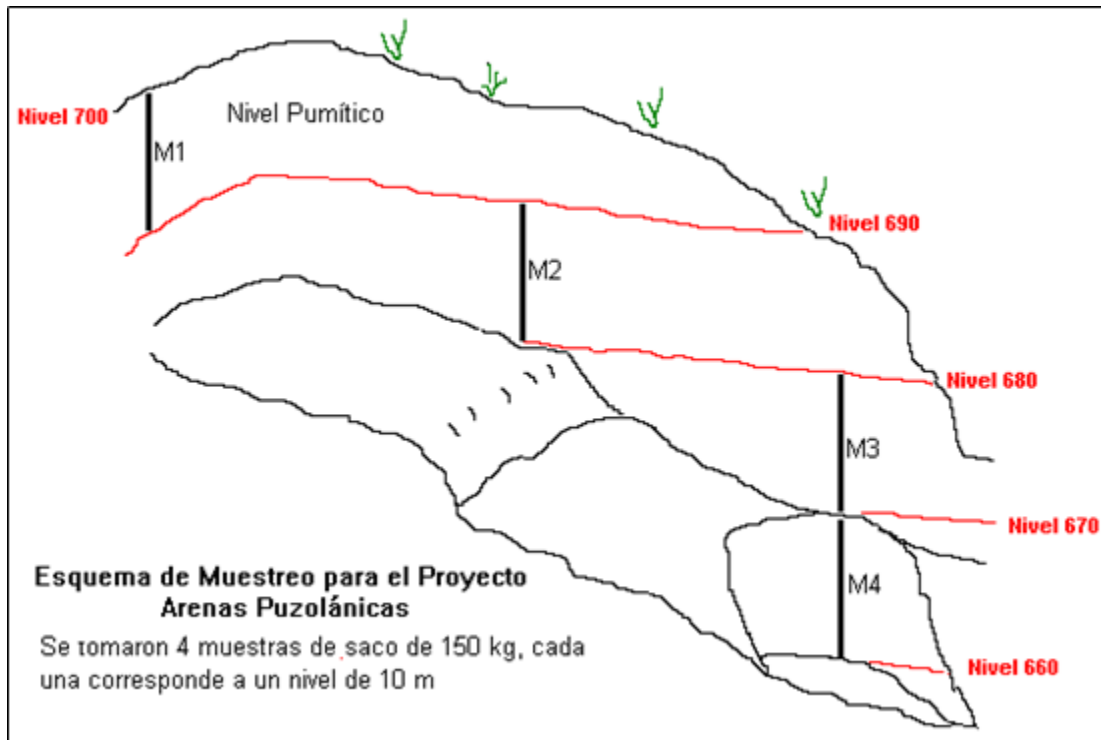 Nivel 700
Nivel Pumítico
M1
Nivel 690
M2
Nivel 680
M3
Nivel 670
M4
Nivel 660
Esquema de Muestreo para el Proyecto
Arenas Puzolánicas
Se tomaron 4 muestras de saco de 150 kg, cada
una corresponde a un nivel de 10 m